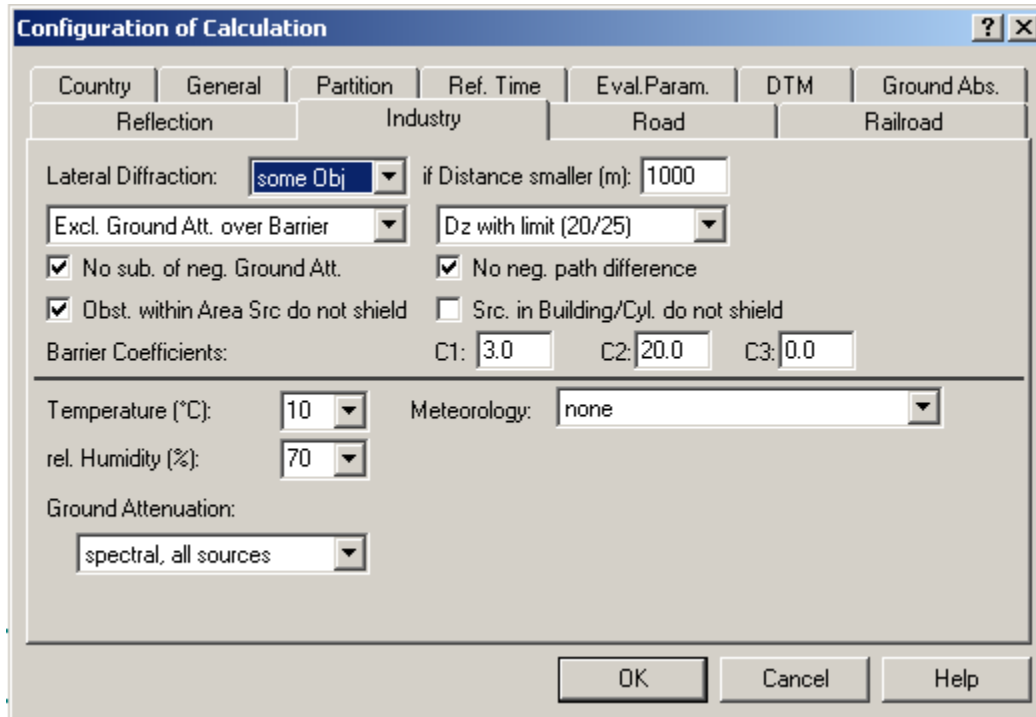 Configuration of Calculation
Country General Partition Ref. Time Eval.Param. DTM Ground Abs.
Reflection Industry Road Railroad
Lateral Diffraction: some Obj if Distance smaller (m): 1000
Excl. Ground Att. over Barrier Dz with limit (20/25)
No sub. of neg. Ground Att. No neg. path difference
Obst. within Area Src do not shield Src. in Building/Cyl. do not shield
Barrier Coefficients: C1: 3.0 C2: 20.0 C3: 0.0
Temperature (°C): 10 Meteorology: none
rel. Humidity (%): 70
Ground Attenuation:
spectral, all sources
OK Cancel Help